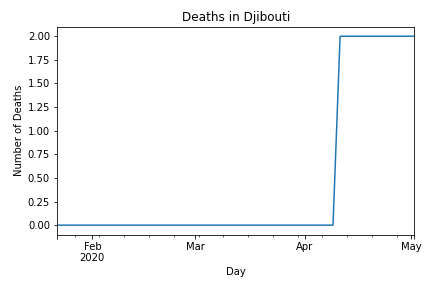 Deaths in Djibouti
2.00
1.75
1.50
1.25
1.00
0.75
0.50
0.25
0.00
Number of Deaths
Feb
2020
Mar
Apr
May
Day